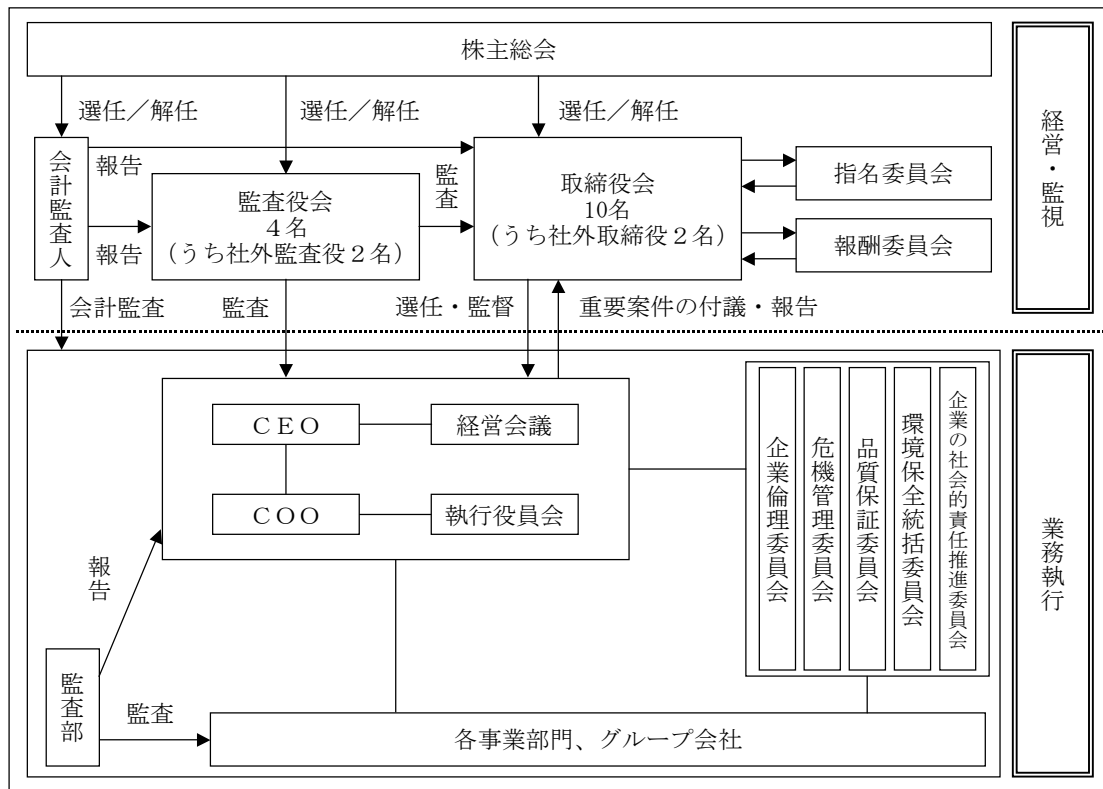 株主総会
選任／解任
選任／解任
選任／解任
経営・監視
会計監査人
報告
報告
監査役会
４名
（うち社外監査役２名）
監査
取締役会
10名
（うち社外取締役２名）
指名委員会
報酬委員会
会計監査
監査
選任・監督
重要案件の付議・報告
ＣＥＯ
経営会議
ＣＯＯ
執行役員会
企業倫理委員会
危機管理委員会
品質保証委員会
環境保全統括委員会
企業の社会的責任推進委員会
業務執行
報告
監査部
監査
各事業部門、グループ会社